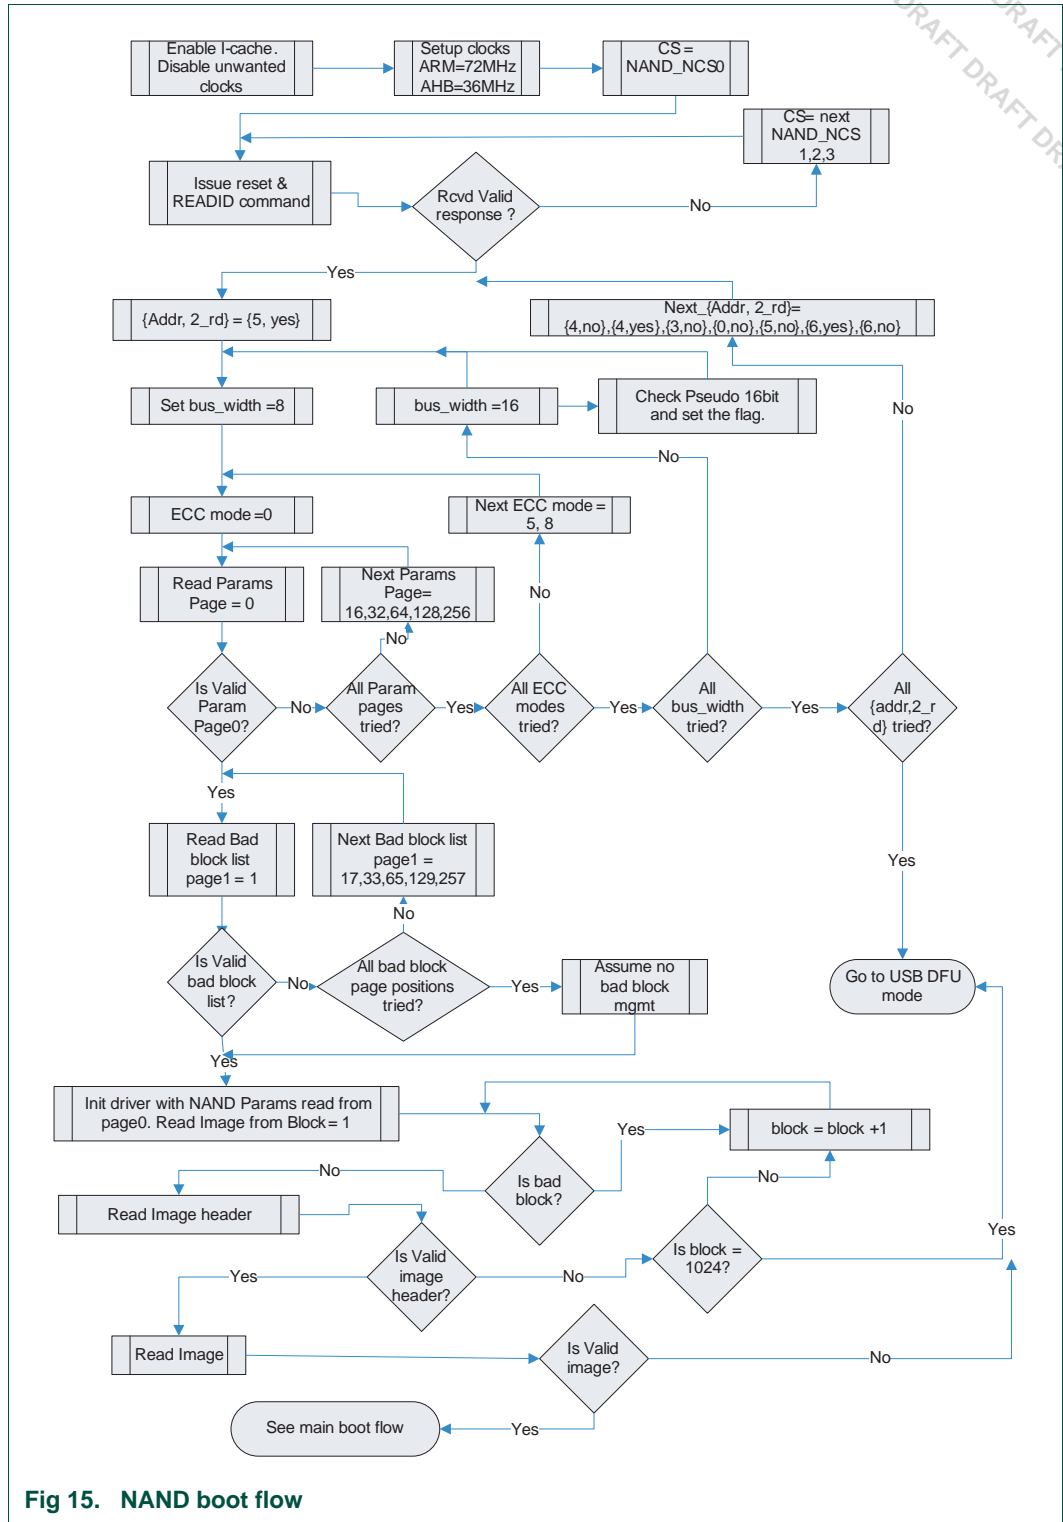 DRAFT DRAFT DRAFT
DRAFT DRAFT
Enable I-cache.
Disable unwanted
clocks
Setup clocks
ARM=72MHz
AHB=36MHz
CS =
NAND_NCS0
CS= next
NAND_NCS
1,2,3
Issue reset &
READID command
Rcvd Valid
response ?
No
Yes
{Addr, 2_rd} = {5, yes}
Next_{Addr, 2_rd}=
{4,no},{4,yes},{3,no},{0,no},{5,no},{6,yes},{6,no}
Set bus_width =8
bus_width =16
Check Pseudo 16bit
and set the flag.
No
No
ECC mode =0
Next ECC mode =
5, 8
Read Params
Page = 0
Next Params
Page=
16,32,64,128,256
No
No
Is Valid
Param
Page0?
No
All Param
pages
tried?
Yes
All ECC
modes
tried?
Yes
All
bus_width
tried?
Yes
All
{addr,2_r
d} tried?
Yes
Yes
Read Bad
block list
page1 = 1
Next Bad block list
page1 =
17,33,65,129,257
No
Is Valid
bad block
list?
No
All bad block
page positions
tried?
Yes
Assume no
bad block
mgmt
Go to USB DFU
mode
Yes
Init driver with NAND Params read from
page0. Read Image from Block= 1
Yes
block = block +1
No
Is bad
block?
No
Read Image header
Is Valid
image
header?
Yes
No
Is block =
1024?
Yes
Read Image
Is Valid
image?
No
Yes
See main boot flow
Fig 15. NAND boot flow